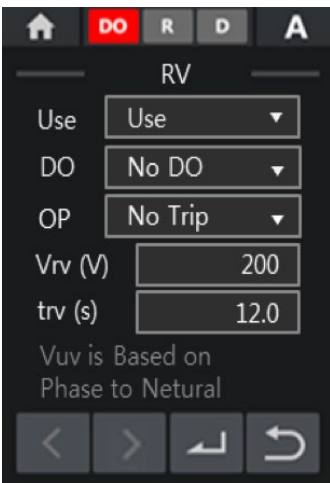 DO R D A
RV
Use Use
DO No DO
OP No Trip
Vrv (V) 200
trv (s) 12.0
Vuv is Based on
Phase to Netural